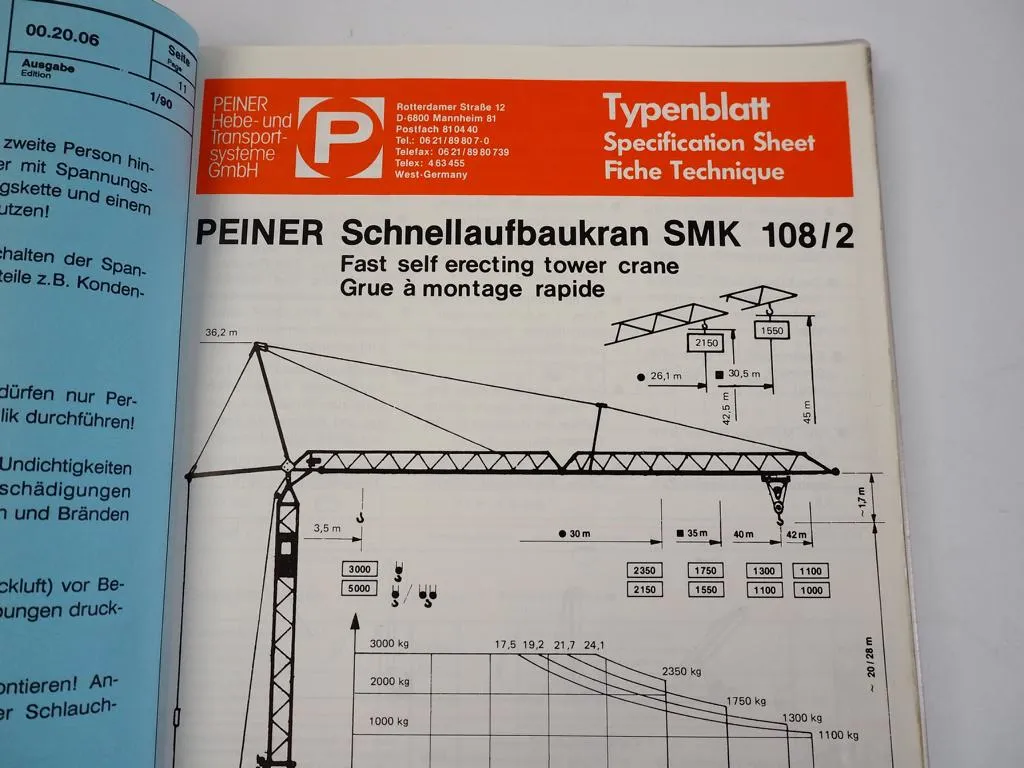 00.20.06
Seite
Page
11
Ausgabe
Edition
1/90
zweite Person hin-
er mit Spannungs-
gskette und einem
utzen!
chalten der Span-
teile z.B. Konden-
dürfen nur Per-
lik durchführen!
Undichtigkeiten
schädigungen
n und Bränden
ckluft) vor Be-
bungen druck-
ontieren! An-
er Schlauch-
PEINER
Hebe- und
Transport-
systeme
GmbH
P
Rotterdamer Straße 12
D-6800 Mannheim 81
Postfach 81 04 40
Tel.: 06 21/89 80 7-0
Telefax: 06 21/89 80 739
Telex: 4 63 455
West-Germany
Typenblatt
Specification Sheet
Fiche Technique
PEINER Schnellaufbaukran SMK 108/2
Fast self erecting tower crane
Grue à montage rapide
36,2 m
2150
1550
26,1 m
30,5 m
42,5 m
45 m
3,5 m
30 m
35 m
40 m
42 m
~ 1,7 m
3000
2350
1750
1300
1100
5000
/
2150
1550
1100
1000
~ 20 / 28 m
3000 kg
17,5 19,2 21,7 24,1
2350 kg
2000 kg
1750 kg
1300 kg
1000 kg
1100 kg